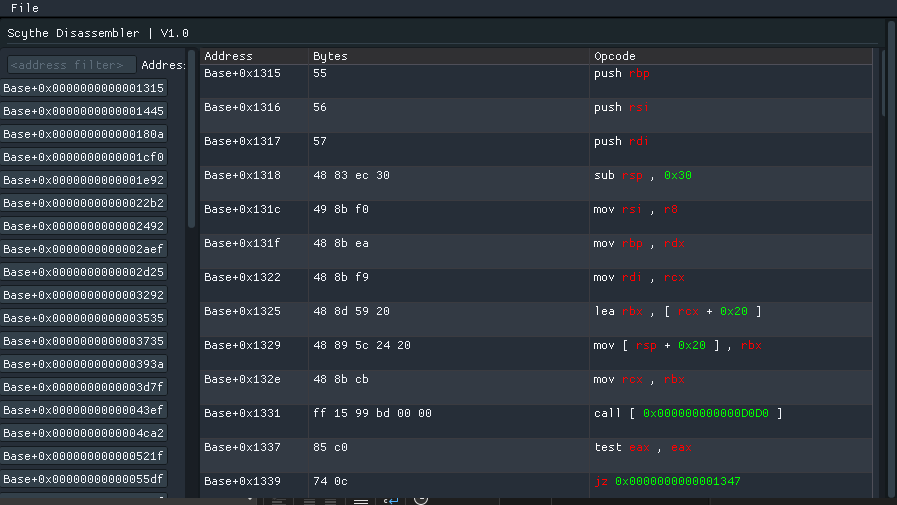 File
Scythe Disassembler | V1.0
<address filter> Addres:
Base+0x0000000000001315
Base+0x0000000000001445
Base+0x000000000000180a
Base+0x0000000000001cf0
Base+0x0000000000001e92
Base+0x00000000000022b2
Base+0x0000000000002492
Base+0x0000000000002aef
Base+0x0000000000002d25
Base+0x0000000000003292
Base+0x0000000000003535
Base+0x0000000000003735
Base+0x000000000000393a
Base+0x0000000000003d7f
Base+0x00000000000043ef
Base+0x0000000000004ca2
Base+0x000000000000521f
Base+0x00000000000055df
Address Bytes Opcode
Base+0x1315 55 push rbp
Base+0x1316 56 push rsi
Base+0x1317 57 push rdi
Base+0x1318 48 83 ec 30 sub rsp , 0x30
Base+0x131c 49 8b f0 mov rsi , r8
Base+0x131f 48 8b ea mov rbp , rdx
Base+0x1322 48 8b f9 mov rdi , rcx
Base+0x1325 48 8d 59 20 lea rbx , [ rcx + 0x20 ]
Base+0x1329 48 89 5c 24 20 mov [ rsp + 0x20 ] , rbx
Base+0x132e 48 8b cb mov rcx , rbx
Base+0x1331 ff 15 99 bd 00 00 call [ 0x000000000000D0D0 ]
Base+0x1337 85 c0 test eax , eax
Base+0x1339 74 0c jz 0x0000000000001347